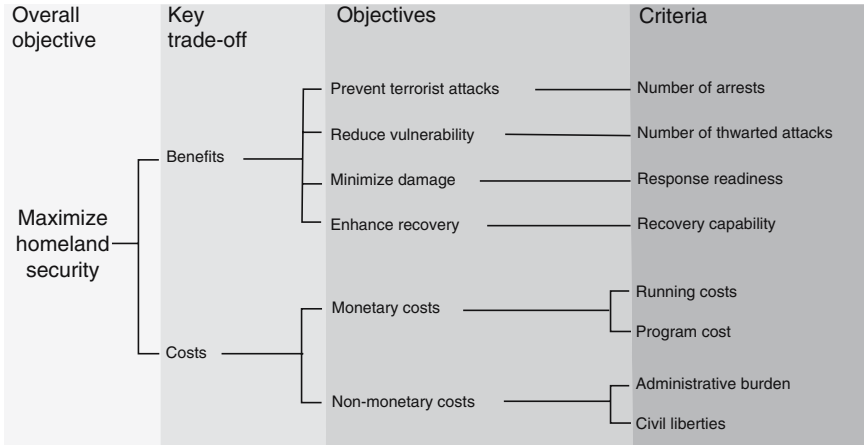 Overall
objective
Key
trade-off
Objectives
Criteria
Prevent terrorist attacks
Number of arrests
Reduce vulnerability
Number of thwarted attacks
Benefits
Minimize damage
Response readiness
Enhance recovery
Recovery capability
Maximize
homeland
security
Monetary costs
Running costs
Program cost
Costs
Non-monetary costs
Administrative burden
Civil liberties